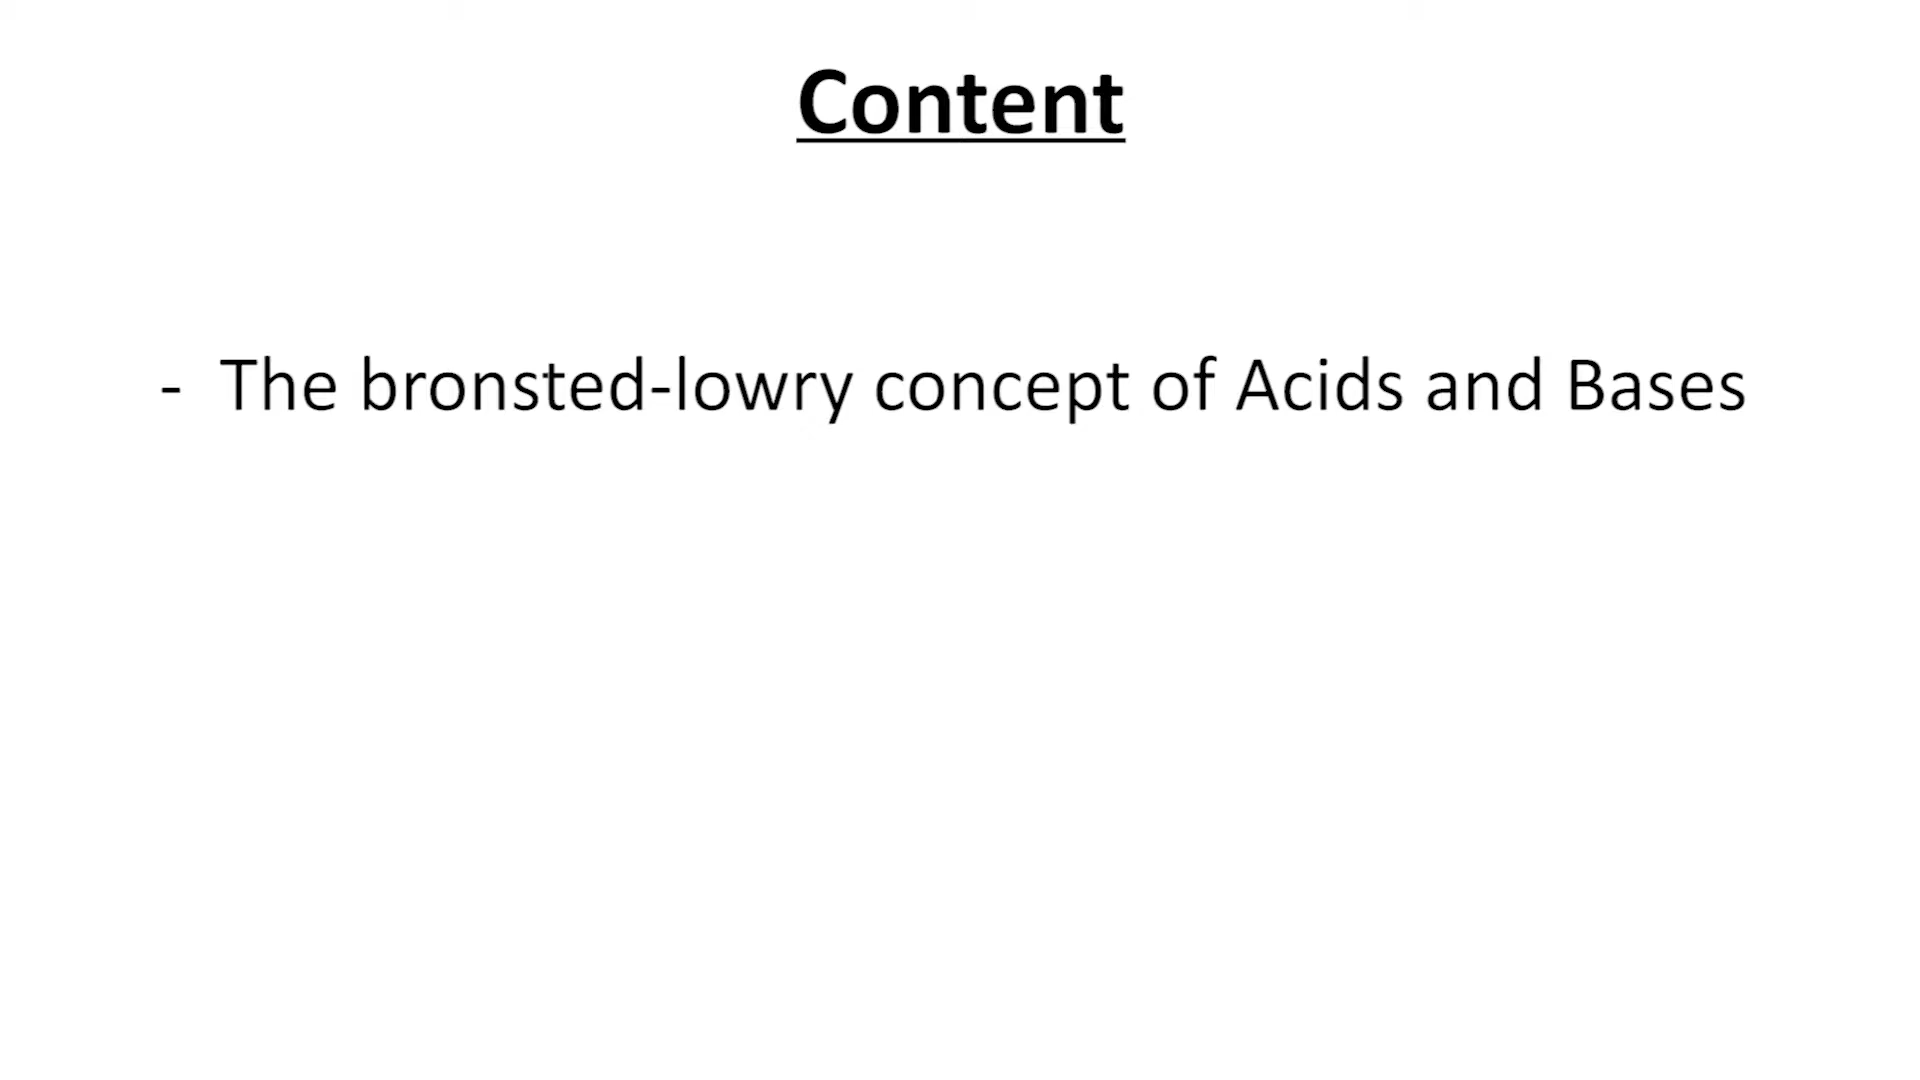 Content
- The bronsted-lowry concept of Acids and Bases